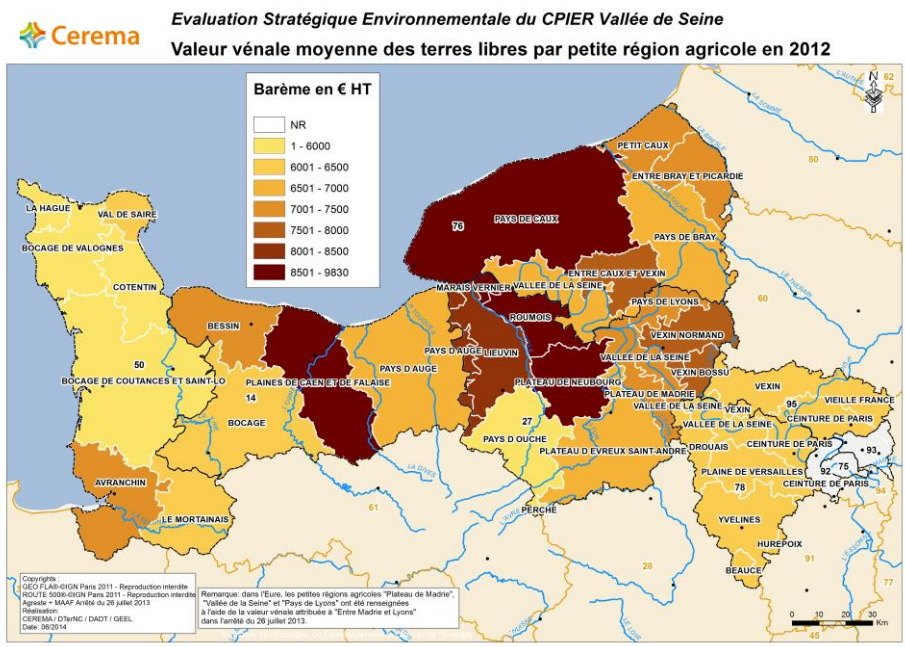 Cerema
Evaluation Stratégique Environnementale du CPIER Vallée de Seine
Valeur vénale moyenne des terres libres par petite région agricole en 2012
Barème en € HT
NR
1 - 6000
6001 - 6500
6501 - 7000
7001 - 7500
7501 - 8000
8001 - 8500
8501 - 9830
N
62
LA SOMME
80
PETIT CAUX
ENTRE BRAY ET PICARDIE
LA HAGUE
VAL DE SAIRE
PAYS DE CAUX
76
PAYS DE BRAY
BOCAGE DE VALOGNES
COTENTIN
ENTRE CAUX ET VEXIN
MARAIS VERNIER
VALLEE DE LA SEINE
60
PAYS DE LYONS
ROUMOIS
BESSIN
VEXIN NORMAND
PAYS D'AUGE
LIEUVIN
VALLEE DE LA SEINE
50
PAYS D'AUGE
VEXIN BOSSU
BOCAGE DE COUTANCES ET SAINT-LO
PLAINES DE CAEN ET DE FALAISE
PLATEAU DE NEUBOURG
VEXIN
14
PLATEAU DE MADRIE
VIEILLE FRANCE
95
VALLEE DE LA SEINE
VEXIN
BOCAGE
27
VALLEE DE LA SEINE
CEINTURE DE PARIS
PAYS D OUCHE
DROUAIS
CEINTURE DE PARIS
PLATEAU D EVREUX SAINT-ANDRE
93
92
75
PLAINE DE VERSAILLES
LA DIVES
AVRANCHIN
78
CEINTURE DE PARIS
94
61
PERCHE
L'AVRE
LE MORTAINAIS
YVELINES
HUREPOIX
91
28
BEAUCE
77
Copyrights :
GEO FLA®-©IGN Paris 2011 - Reproduction interdite
ROUTE 500®-©IGN Paris 2011 - Reproduction interdite
Agreste + MAAF Arrêté du 26 juillet 2013
Réalisation:
CEREMA / DTerNC / DADT / GEEL
Date: 06/2014
Remarque: dans l'Eure, les petites régions agricoles "Plateau de Madrie",
"Vallée de la Seine" et "Pays de Lyons" ont été renseignées
à l'aide de la valeur vénale attribuée à "Entre Madrie et Lyons"
dans l'arrêté du 26 juillet 2013.
LE LOIR
0 10 20 30
Km
45